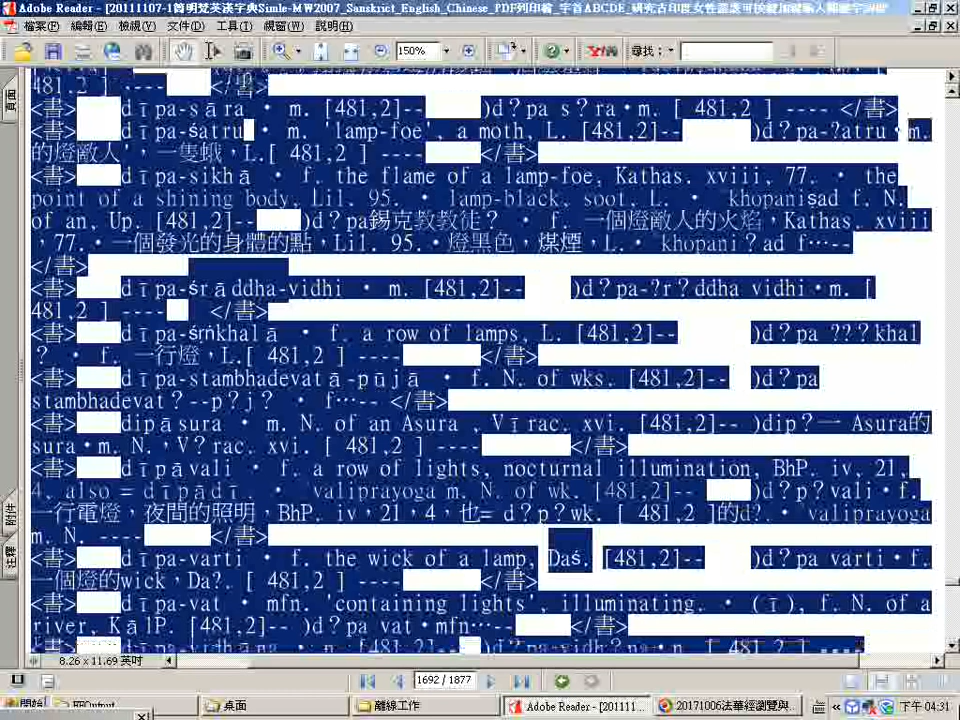 Adobe Reader - [20111107-1簡明梵英漢字典Simle-MW2007_Sanskrit_English_Chinese_PDF列印稿_字首ABCDE_研究古印度女性
檔案(F) 編輯(E) 檢視(V) 文件(D) 工具(T) 視窗(W) 說明(H)
150% Y! 尋找：
頁面
481,2 ] ---- </書>
<書> dīpa-sāra • m. [481,2]-- )d?pa s?ra•m. [ 481,2 ] ---- </書>
<書> dīpa-śatru • m. 'lamp-foe', a moth, L. [481,2]-- )d?pa-?atru•m.
的燈敵人'，一隻蛾，L.[ 481,2 ] ---- </書>
<書> dīpa-sikhā • f. the flame of a lamp-foe, Kathas. xviii, 77. • the
point of a shining body, Lil. 95. • lamp-black, soot, L. • khopaniṣad f. N.
of an, Up. [481,2]-- )d?pa錫克教教徒？ • f. 一個燈敵人的火焰，Kathas. xviii
，77.•一個發光的身體的點，Lil. 95.•燈黑色，煤煙，L.• khopani？ad f…--
</書>
<書> dīpa-śrāddha-vidhi • m. [481,2]-- )d?pa-?r？ddha vidhi•m. [
481,2 ] ---- </書>
<書> dīpa-śṛṅkhalā • f. a row of lamps, L. [481,2]-- )d？pa ???khal
？ • f. 一行燈，L.[ 481,2 ] ---- </書>
<書> dīpa-stambhadevatā-pūjā • f. N. of wks. [481,2]-- )d？pa
stambhadevat？--p？j？ • f…-- </書>
<書> dipāsura • m. N. of an Asura , Vīrac. xvi. [481,2]-- )dip？一 Asura的
sura•m. N.，V？rac. xvi. [ 481,2 ] ---- </書>
<書> dīpāvali • f. a row of lights, nocturnal illumination, BhP. iv, 21,
4, also = dīpādī. • valiprayoga m. N. of wk. [481,2]-- )d？p？vali•f.
一行電燈，夜間的照明，BhP. iv，21，4，也= d？p？wk. [ 481,2 ]的d?. • valiprayoga
m. N. ---- </書>
<書> dīpa-varti • f. the wick of a lamp, Daś. [481,2]-- )d?pa varti•f.
一個燈的wick，Da?. [ 481,2 ] ---- </書>
<書> dīpa-vat • mfn. 'containing lights', illuminating. • (ī), f. N. of a
river, KālP. [481,2]-- )d?pa vat•mfn…-- </書>
附件
注釋
8.26 x 11.69 英吋
1692 / 1877
開始 桌面 離線工作 Adobe Reader - [201111... 20171006法華經瀏覽與... 下午 04:31